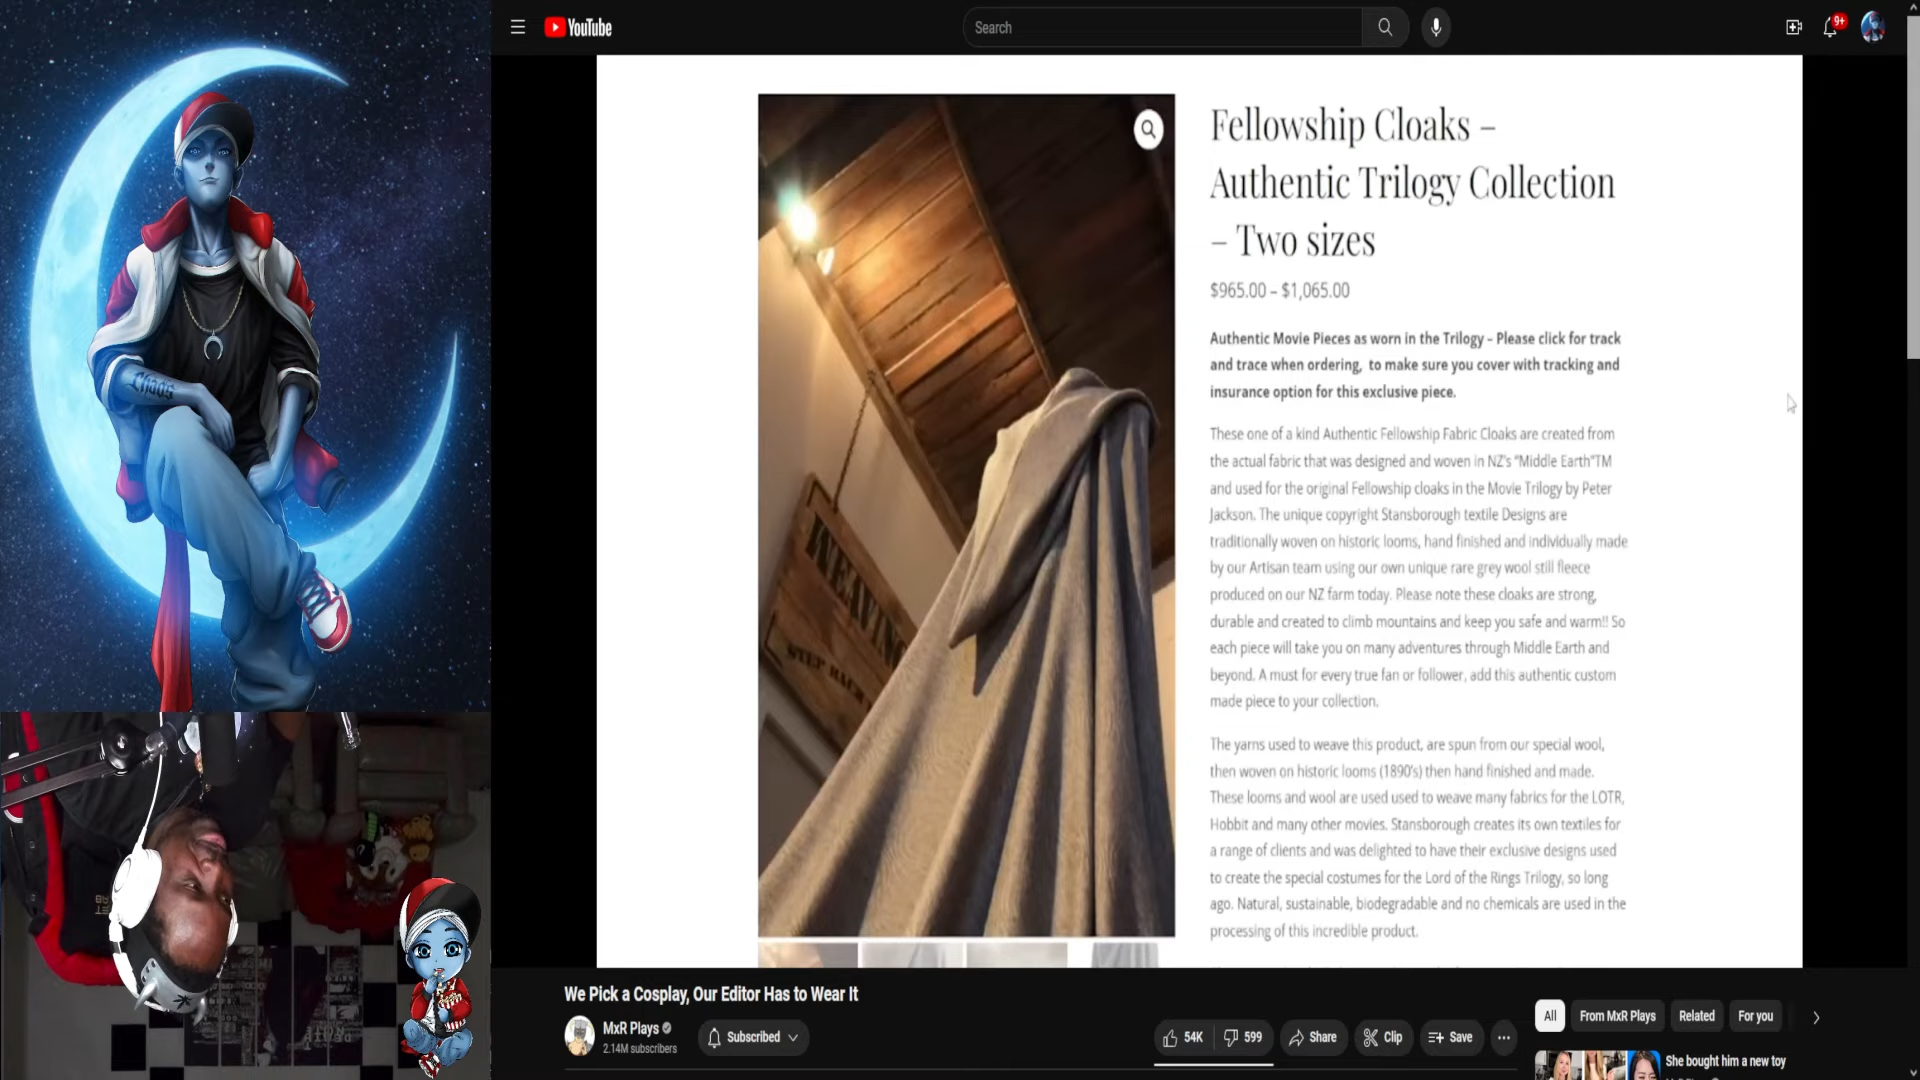 YouTube
Search
9+
Fellowship Cloaks –
Authentic Trilogy Collection
– Two sizes
$965.00 – $1,065.00
Authentic Movie Pieces as worn in the Trilogy – Please click for track
and trace when ordering, to make sure you cover with tracking and
insurance option for this exclusive piece.
These one of a kind Authentic Fellowship Fabric Cloaks are created from
the actual fabric that was designed and woven in NZ's "Middle Earth"TM
and used for the original Fellowship cloaks in the Movie Trilogy by Peter
Jackson. The unique copyright Stansborough textile Designs are
traditionally woven on historic looms, hand finished and individually made
by our Artisan team using our own unique rare grey wool still fleece
produced on our NZ farm today. Please note these cloaks are strong,
durable and created to climb mountains and keep you safe and warm!! So
each piece will take you on many adventures through Middle Earth and
beyond. A must for every true fan or follower, add this authentic custom
made piece to your collection.
The yarns used to weave this product, are spun from our special wool,
then woven on historic looms (1890's) then hand finished and made.
These looms and wool are used used to weave many fabrics for the LOTR,
Hobbit and many other movies. Stansborough creates its own textiles for
a range of clients and was delighted to have their exclusive designs used
to create the special costumes for the Lord of the Rings Trilogy, so long
ago. Natural, sustainable, biodegradable and no chemicals are used in the
processing of this incredible product.
WEAVING
STEP BACK
Chaos
We Pick a Cosplay, Our Editor Has to Wear It
MxR Plays
2.14M subscribers
Subscribed
54K
599
Share
Clip
Save
All
From MxR Plays
Related
For you
She bought him a new toy